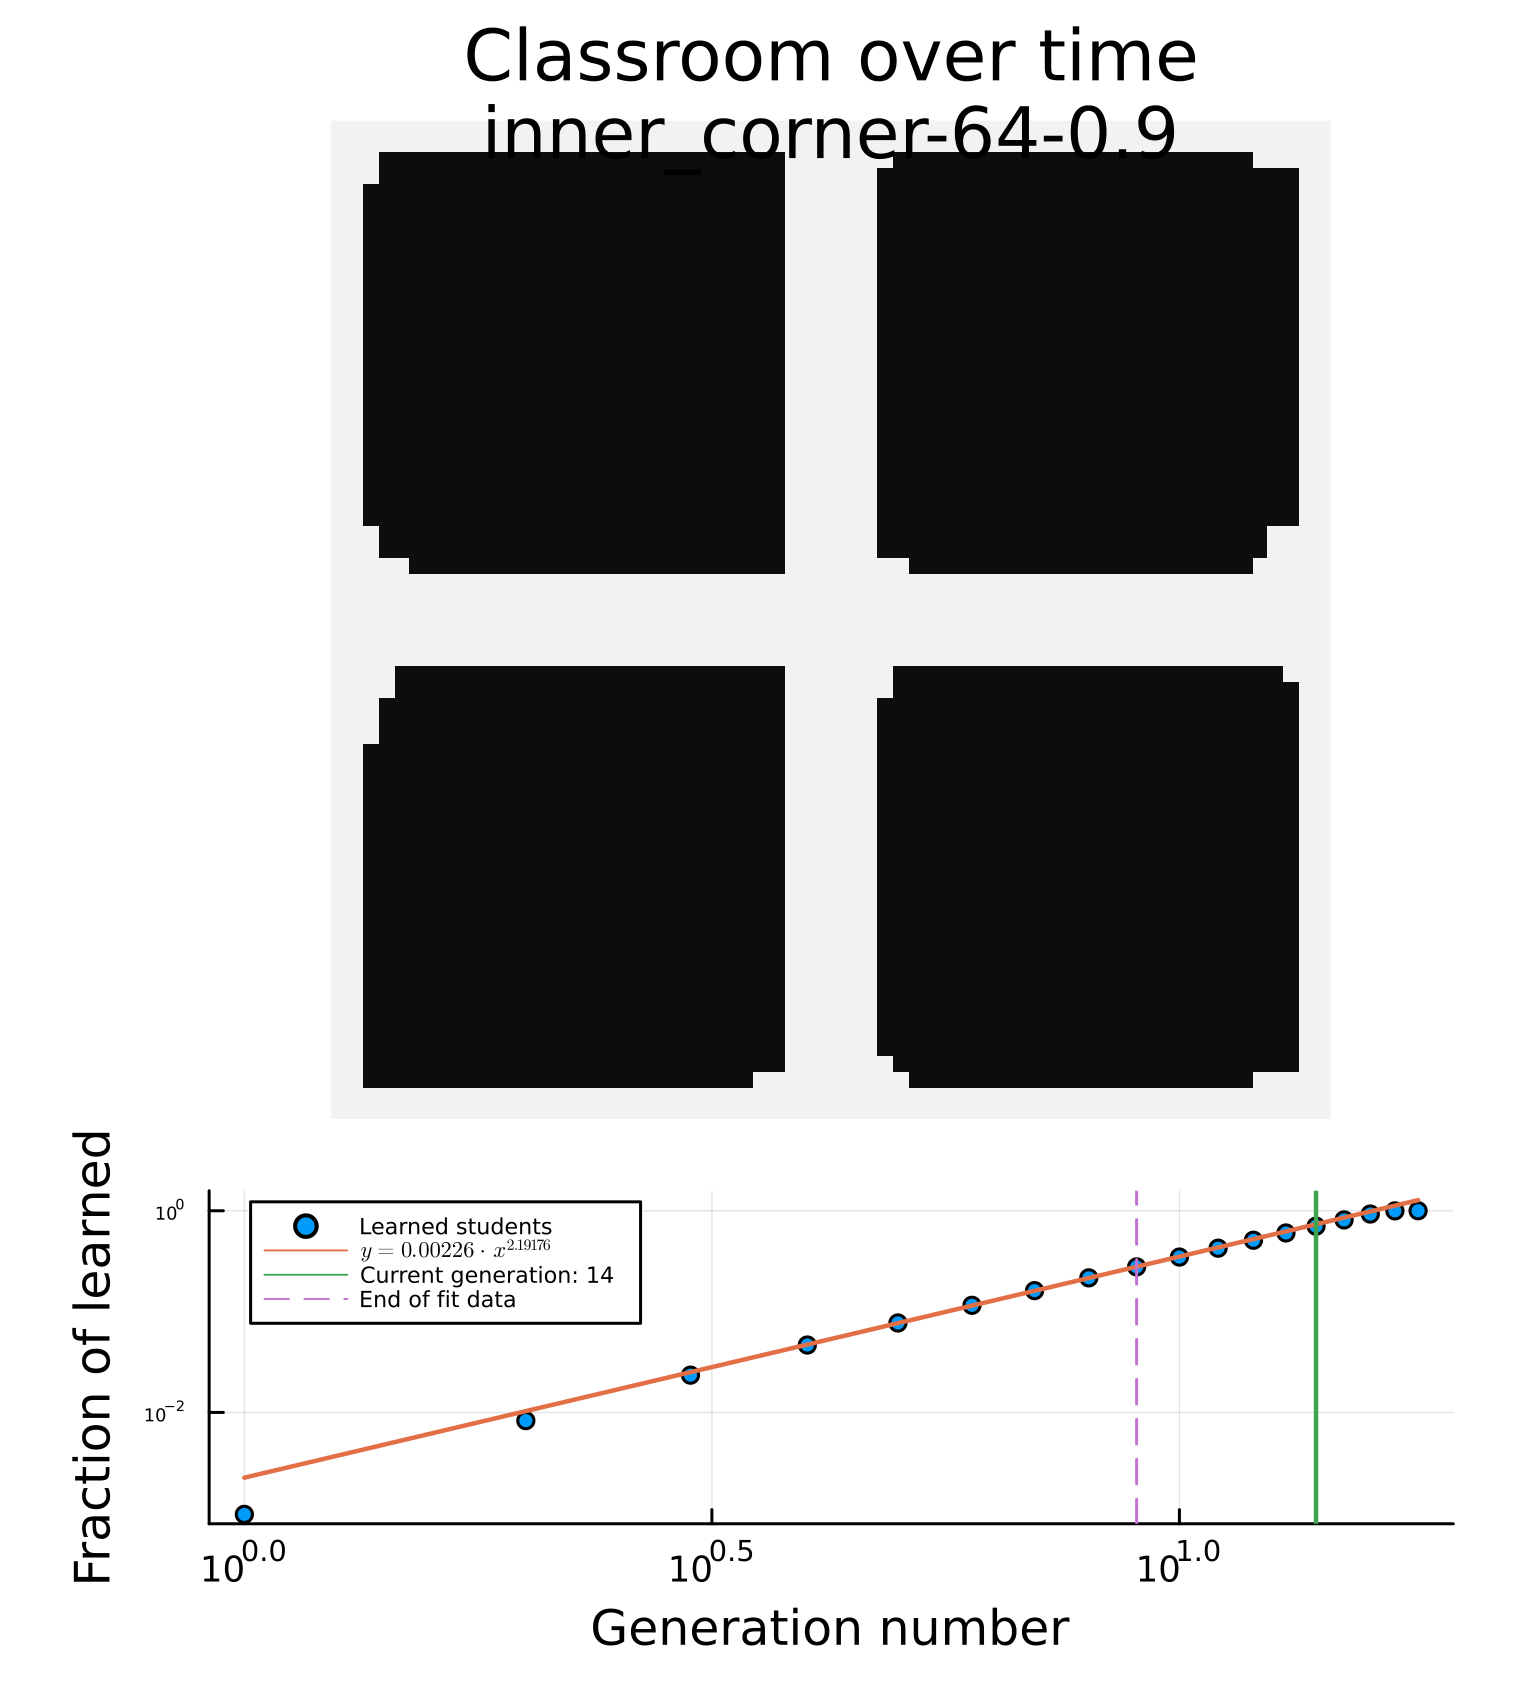 Classroom over time
inner_corner-64-0.9
Fraction of learned
10^0
10^−2
Learned students
y = 0.00226 · x^2.19176
Current generation: 14
End of fit data
10^0.0
10^0.5
10^1.0
Generation number